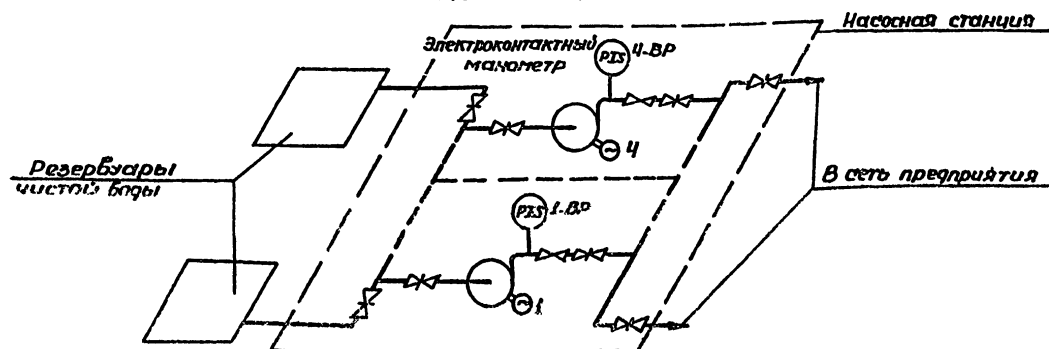 Насосная станция
Электроконтактный
манометр
PIS 4-ВР
4
Резервуары
чистой воды
В сеть предприятия
PIS 1-ВР
1